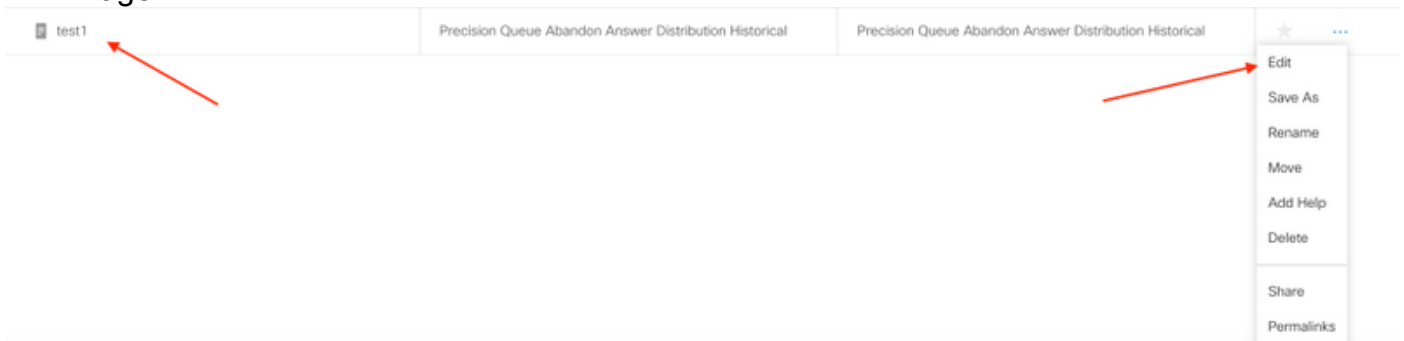 test1 Precision Queue Abandon Answer Distribution Historical Precision Queue Abandon Answer Distribution Historical ...
Edit
Save As
Rename
Move
Add Help
Delete
Share
Permalinks